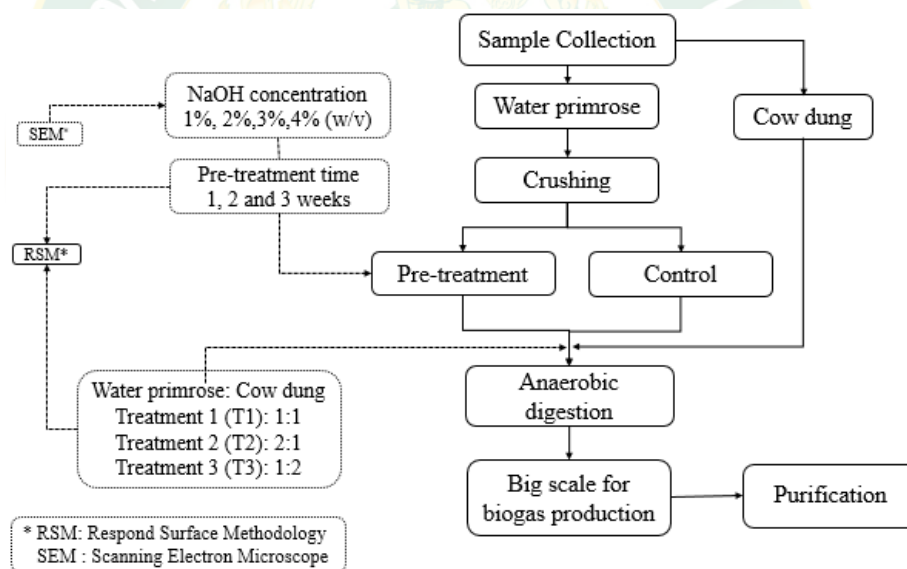 Sample Collection
NaOH concentration
1%, 2%,3%,4% (w/v)
SEM*
Water primrose
Cow dung
Pre-treatment time
1, 2 and 3 weeks
Crushing
RSM*
Pre-treatment
Control
Water primrose: Cow dung
Treatment 1 (T1): 1:1
Treatment 2 (T2): 2:1
Treatment 3 (T3): 1:2
Anaerobic
digestion
Big scale for
biogas production
Purification
* RSM: Respond Surface Methodology
SEM : Scanning Electron Microscope